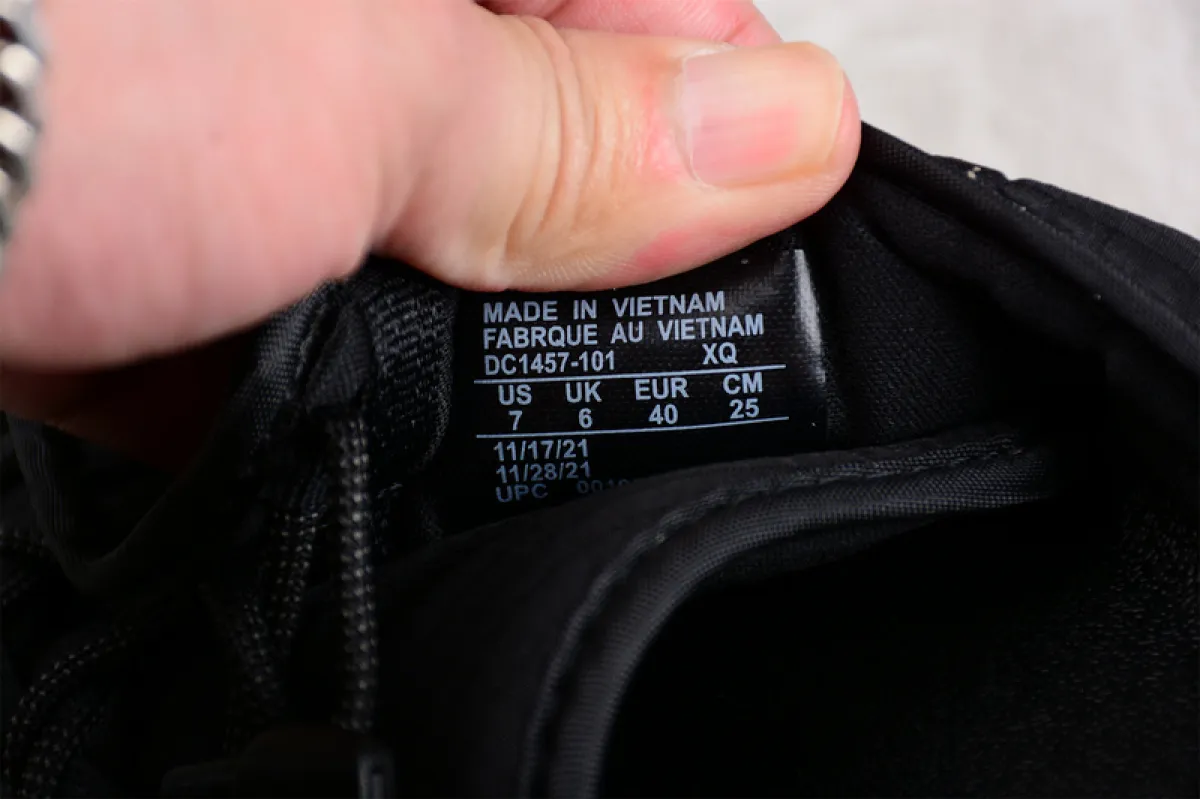 MADE IN VIETNAM
FABRQUE AU VIETNAM
DC1457-101 XQ
US UK EUR CM
7 6 40 25
11/17/21
11/28/21
UPC